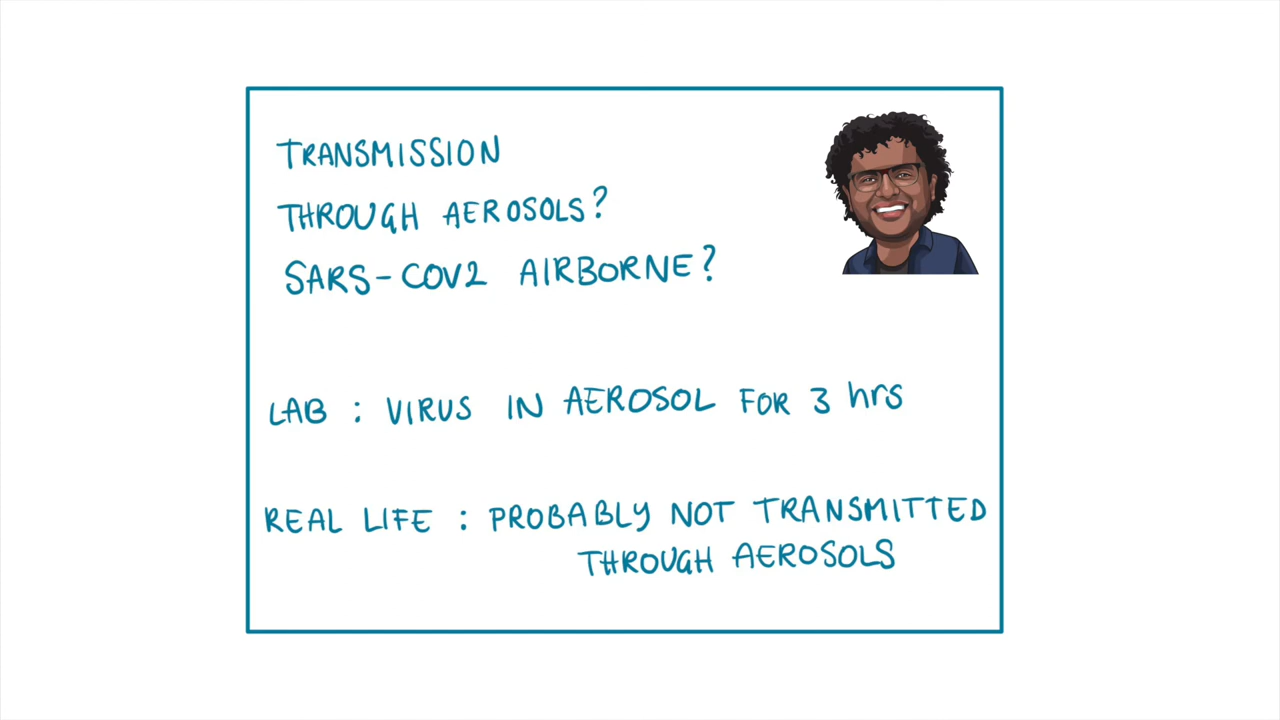 TRANSMISSION
THROUGH AEROSOLS?
SARS-COV2 AIRBORNE?
LAB : VIRUS IN AEROSOL FOR 3 hrs
REAL LIFE : PROBABLY NOT TRANSMITTED
THROUGH AEROSOLS